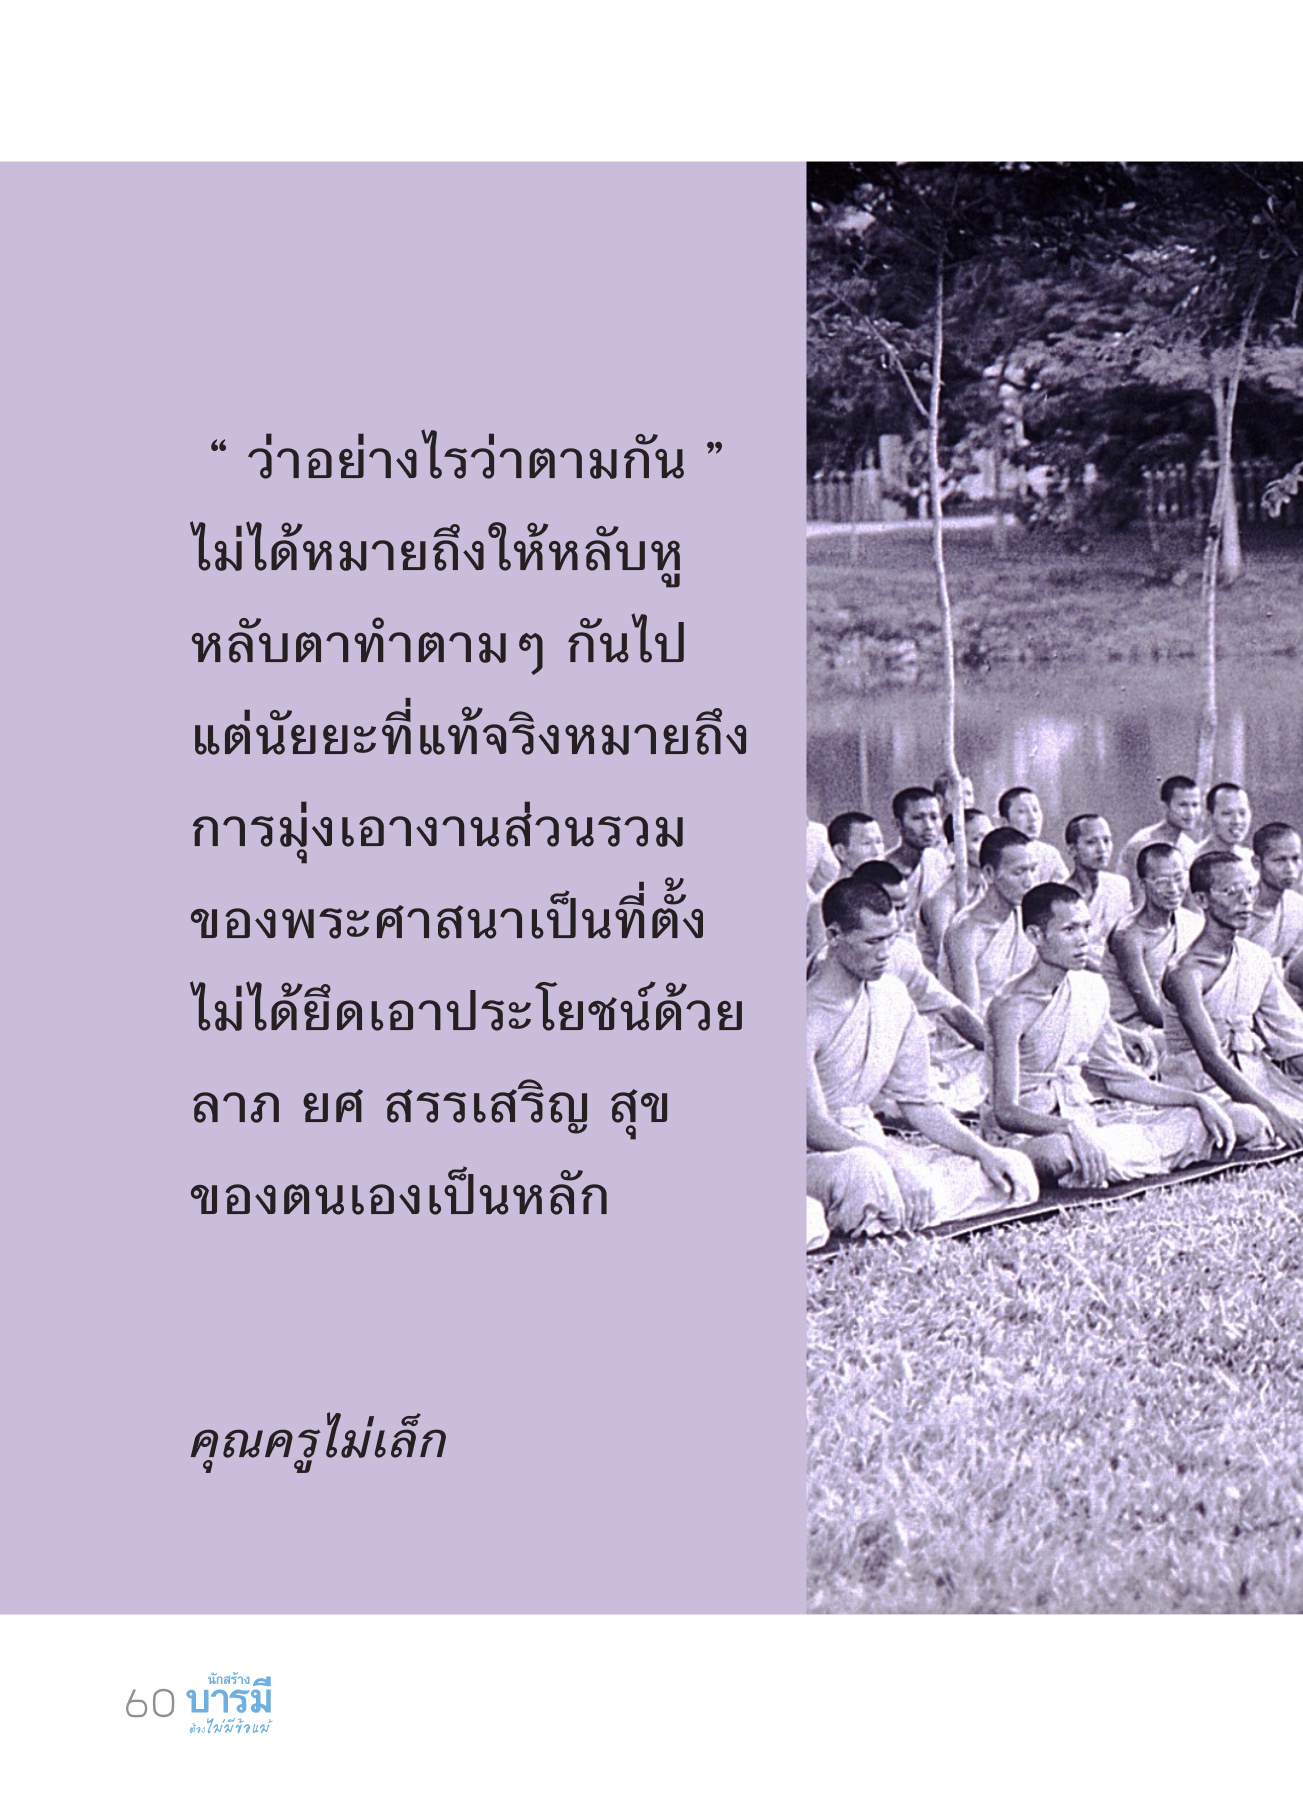 “ ว่าอย่างไรว่าตามกัน ”
ไม่ได้หมายถึงให้หลับหู
หลับตาทำตามๆ กันไป
แต่นัยยะที่แท้จริงหมายถึง
การมุ่งเอางานส่วนรวม
ของพระศาสนาเป็นที่ตั้ง
ไม่ได้ยึดเอาประโยชน์ด้วย
ลาภ ยศ สรรเสริญ สุข
ของตนเองเป็นหลัก
คุณครูไม่เล็ก
60
นักสร้าง
บารมี
ต้องไม่มีข้อแม้